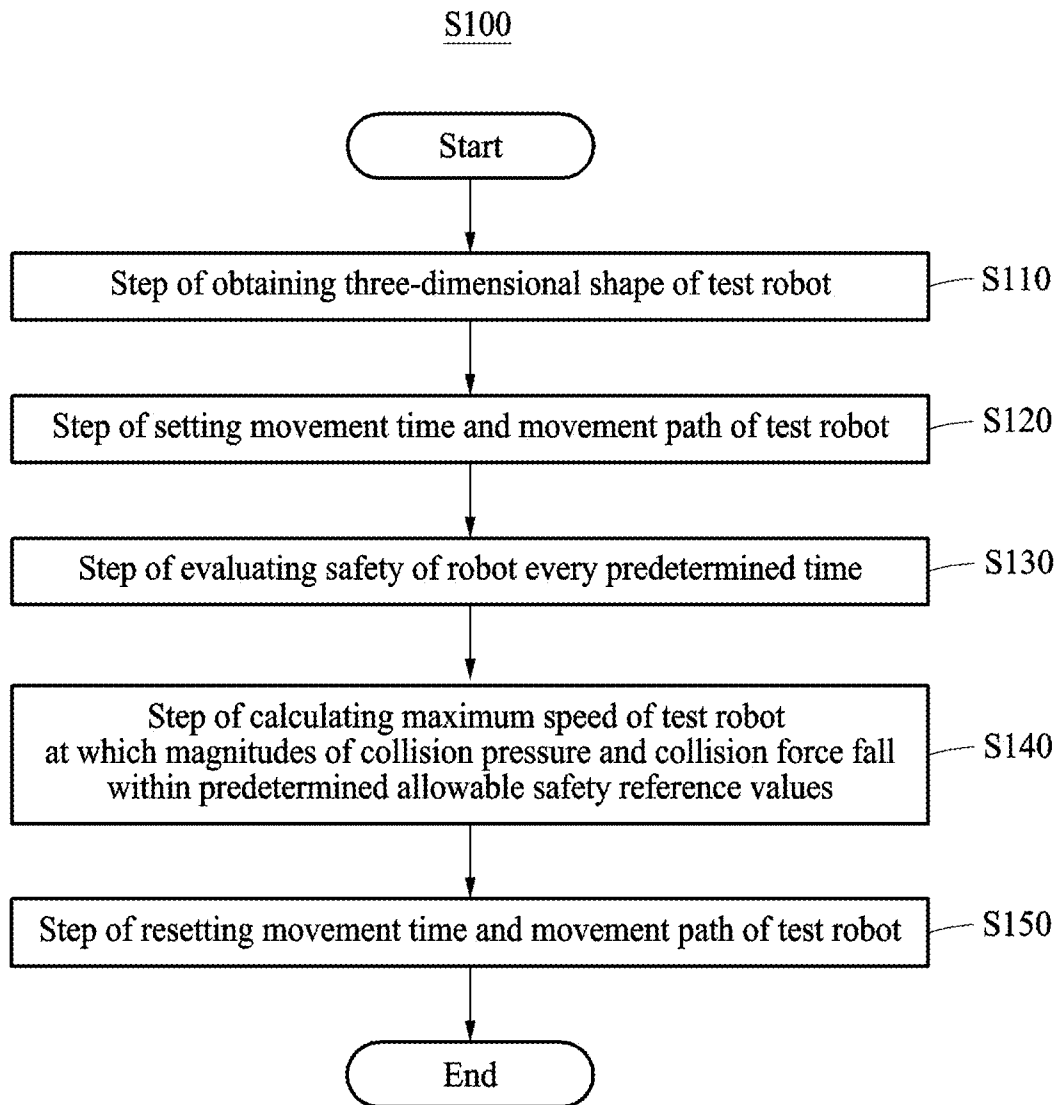 S100
Start
Step of obtaining three-dimensional shape of test robot
S110
Step of setting movement time and movement path of test robot
S120
Step of evaluating safety of robot every predetermined time
S130
Step of calculating maximum speed of test robot
at which magnitudes of collision pressure and collision force fall
within predetermined allowable safety reference values
S140
Step of resetting movement time and movement path of test robot
S150
End